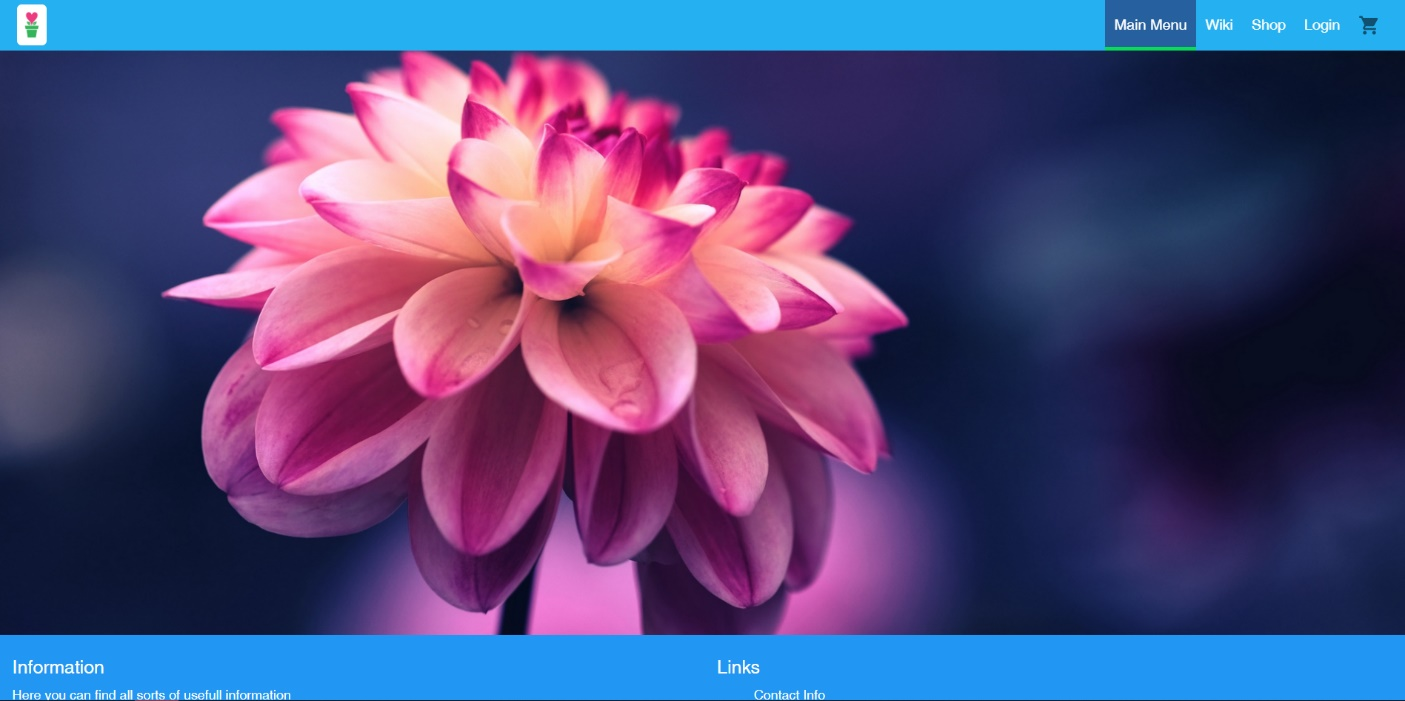 Main Menu Wiki Shop Login
Information
Links
Here you can find all sorts of usefull information
Contact Info